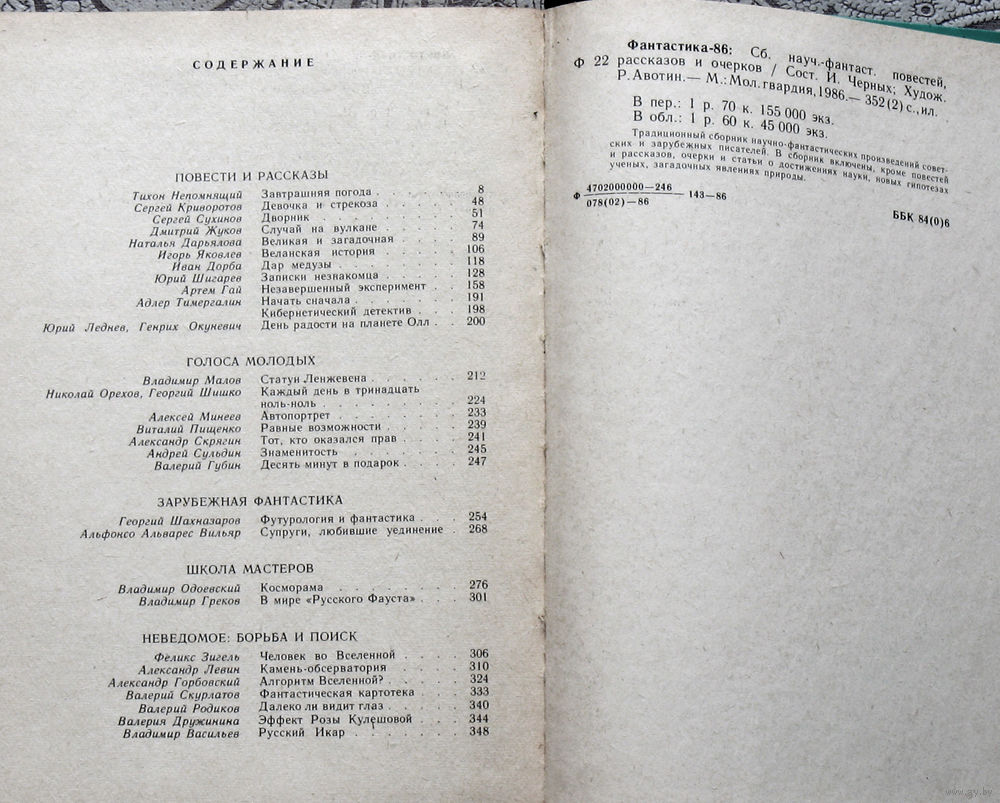 СОДЕРЖАНИЕ
ПОВЕСТИ И РАССКАЗЫ
Тихон Непомнящий Завтрашняя погода . . . . . . . 8
Сергей Криворотов Девочка и стрекоза . . . . . . 48
Сергей Сухинов Дворник . . . . . . . . . 51
Дмитрий Жуков Случай на вулкане . . . . . . 74
Наталья Дарьялова Великая и загадочная . . . . . 89
Игорь Яковлев Веланская история . . . . . . 106
Иван Дорба Дар медузы . . . . . . . . 118
Юрий Шигарев Записки незнакомца . . . . . . 128
Артем Гай Незавершенный эксперимент . . 158
Адлер Тимергалин Начать сначала . . . . . . . . 191
Кибернетический детектив . . . 198
Юрий Леднев, Генрих Окуневич День радости на планете Олл . . 200
ГОЛОСА МОЛОДЫХ
Владимир Малов Статуи Ленжевена . . . . . . 212
Николай Орехов, Георгий Шишко Каждый день в тринадцать
ноль-ноль . . . . . . . . . 224
Алексей Минеев Автопортрет . . . . . . . . 233
Виталий Пищенко Равные возможности . . . . . 239
Александр Скрягин Тот, кто оказался прав . . . . 241
Андрей Сульдин Знаменитость . . . . . . . 245
Валерий Губин Десять минут в подарок . . . . 247
ЗАРУБЕЖНАЯ ФАНТАСТИКА
Георгий Шахназаров Футурология и фантастика . . . 254
Альфонсо Альварес Вильяр Супруги, любившие уединение . 268
ШКОЛА МАСТЕРОВ
Владимир Одоевский Косморама . . . . . . . . 276
Владимир Греков В мире «Русского Фауста» . . . 301
НЕВЕДОМОЕ: БОРЬБА И ПОИСК
Феликс Зигель Человек во Вселенной . . . . . 306
Александр Левин Камень-обсерватория . . . . . 310
Александр Горбовский Алгоритм Вселенной? . . . . . 324
Валерий Скурлатов Фантастическая картотека . . . 333
Валерий Родиков Далеко ли видит глаз . . . . . 340
Валерия Дружинина Эффект Розы Кулешовой . . . 344
Владимир Васильев Русский Икар . . . . . . . 348
Фантастика-86: Сб. науч.-фантаст. повестей,
Ф 22 рассказов и очерков / Сост. И. Черных; Худож.
Р. Авотин.— М.: Мол. гвардия, 1986.— 352(2) с., ил.
В пер.: 1 р. 70 к. 155 000 экз.
В обл.: 1 р. 60 к. 45 000 экз.
Традиционный сборник научно-фантастических произведений совет-
ских и зарубежных писателей. В сборник включены, кроме повестей
и рассказов, очерки и статьи о достижениях науки, новых гипотезах
ученых, загадочных явлениях природы.
Ф 4702000000—246
078(02)—86 143—86
ББК 84(0)6
www.ay.by